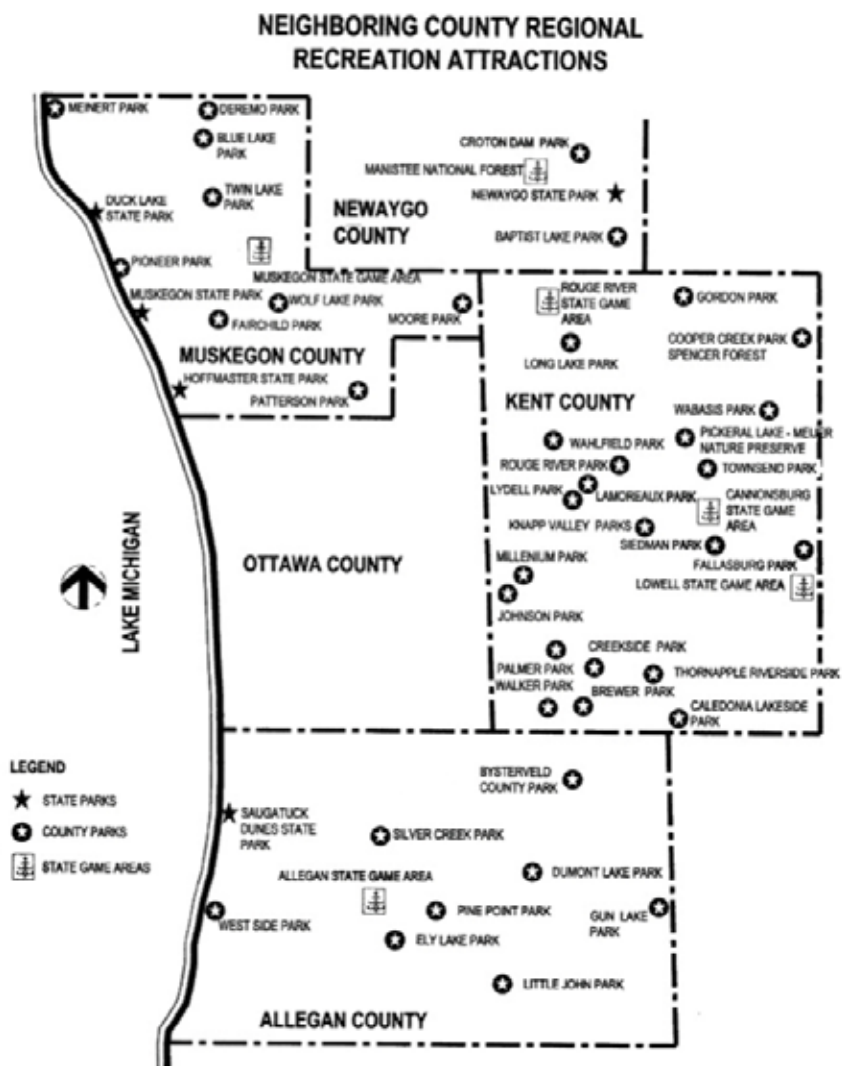 NEIGHBORING COUNTY REGIONAL
RECREATION ATTRACTIONS
MEINERT PARK
DEREMO PARK
BLUE LAKE
PARK
TWIN LAKE
PARK
DUCK LAKE
STATE PARK
PIONEER PARK
MUSKEGON STATE GAME AREA
MUSKEGON STATE PARK
WOLF LAKE PARK
FAIRCHILD PARK
MOORE PARK
MUSKEGON COUNTY
HOFFMASTER STATE PARK
PATTERSON PARK
CROTON DAM PARK
MANISTEE NATIONAL FOREST
NEWAYGO STATE PARK
NEWAYGO
COUNTY
BAPTIST LAKE PARK
ROUGE RIVER
STATE GAME
AREA
GORDON PARK
COOPER CREEK PARK
SPENCER FOREST
LONG LAKE PARK
KENT COUNTY
WABASIS PARK
WAHLFIELD PARK
PICKERAL LAKE - MEIJER
NATURE PRESERVE
ROUGE RIVER PARK
TOWNSEND PARK
LYDELL PARK
LAMOREAUX PARK
CANNONSBURG
STATE GAME
AREA
KNAPP VALLEY PARKS
SIEDMAN PARK
FALLASBURG PARK
MILLENIUM PARK
LOWELL STATE GAME AREA
JOHNSON PARK
CREEKSIDE PARK
PALMER PARK
THORNAPPLE RIVERSIDE PARK
WALKER PARK
BREWER PARK
CALEDONIA LAKESIDE
PARK
OTTAWA COUNTY
LAKE MICHIGAN
LEGEND
STATE PARKS
COUNTY PARKS
STATE GAME AREAS
BYSTERVELD
COUNTY PARK
SAUGATUCK
DUNES STATE
PARK
SILVER CREEK PARK
DUMONT LAKE PARK
ALLEGAN STATE GAME AREA
WEST SIDE PARK
PINE POINT PARK
GUN LAKE
PARK
ELY LAKE PARK
LITTLE JOHN PARK
ALLEGAN COUNTY